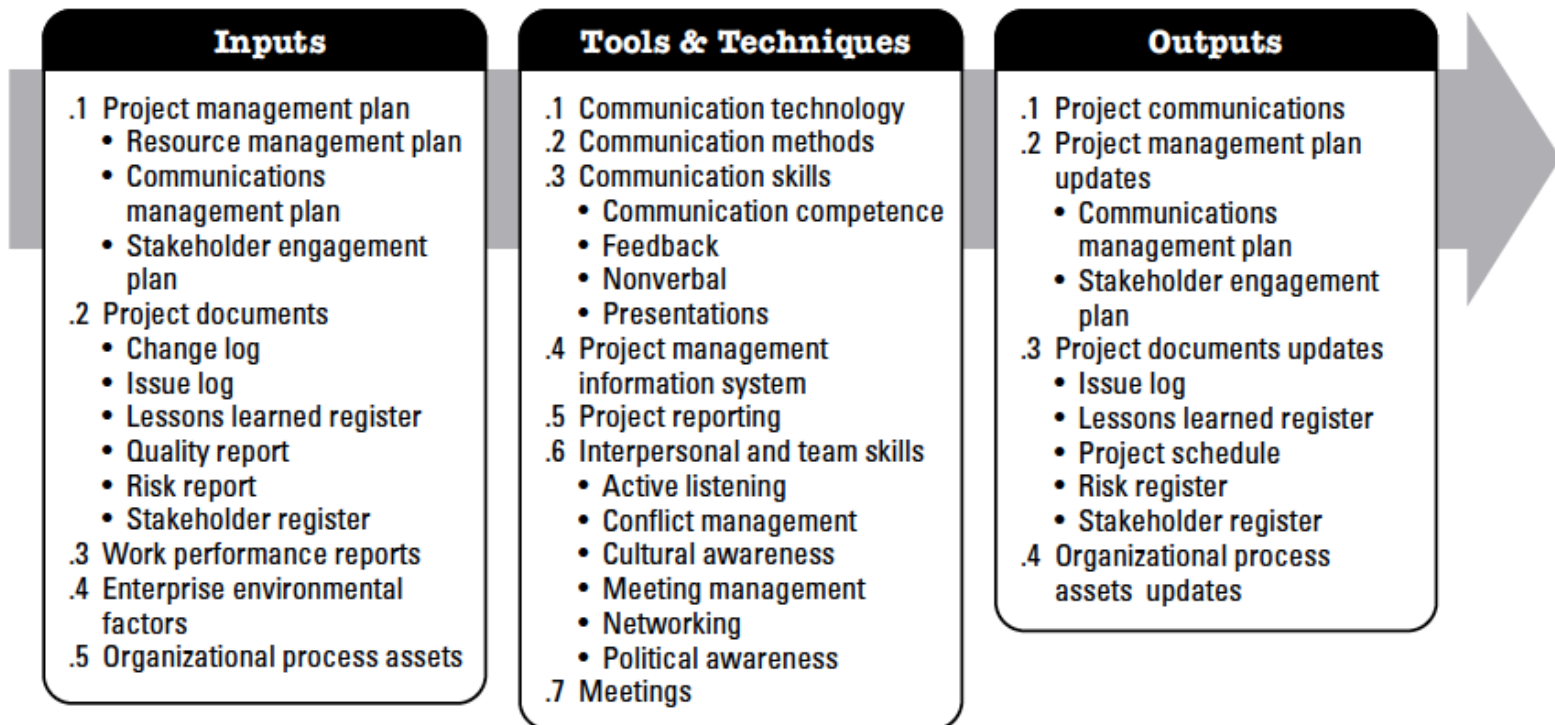 Inputs
.1 Project management plan
• Resource management plan
• Communications
management plan
• Stakeholder engagement
plan
.2 Project documents
• Change log
• Issue log
• Lessons learned register
• Quality report
• Risk report
• Stakeholder register
.3 Work performance reports
.4 Enterprise environmental
factors
.5 Organizational process assets
Tools & Techniques
.1 Communication technology
.2 Communication methods
.3 Communication skills
• Communication competence
• Feedback
• Nonverbal
• Presentations
.4 Project management
information system
.5 Project reporting
.6 Interpersonal and team skills
• Active listening
• Conflict management
• Cultural awareness
• Meeting management
• Networking
• Political awareness
.7 Meetings
Outputs
.1 Project communications
.2 Project management plan
updates
• Communications
management plan
• Stakeholder engagement
plan
.3 Project documents updates
• Issue log
• Lessons learned register
• Project schedule
• Risk register
• Stakeholder register
.4 Organizational process
assets updates